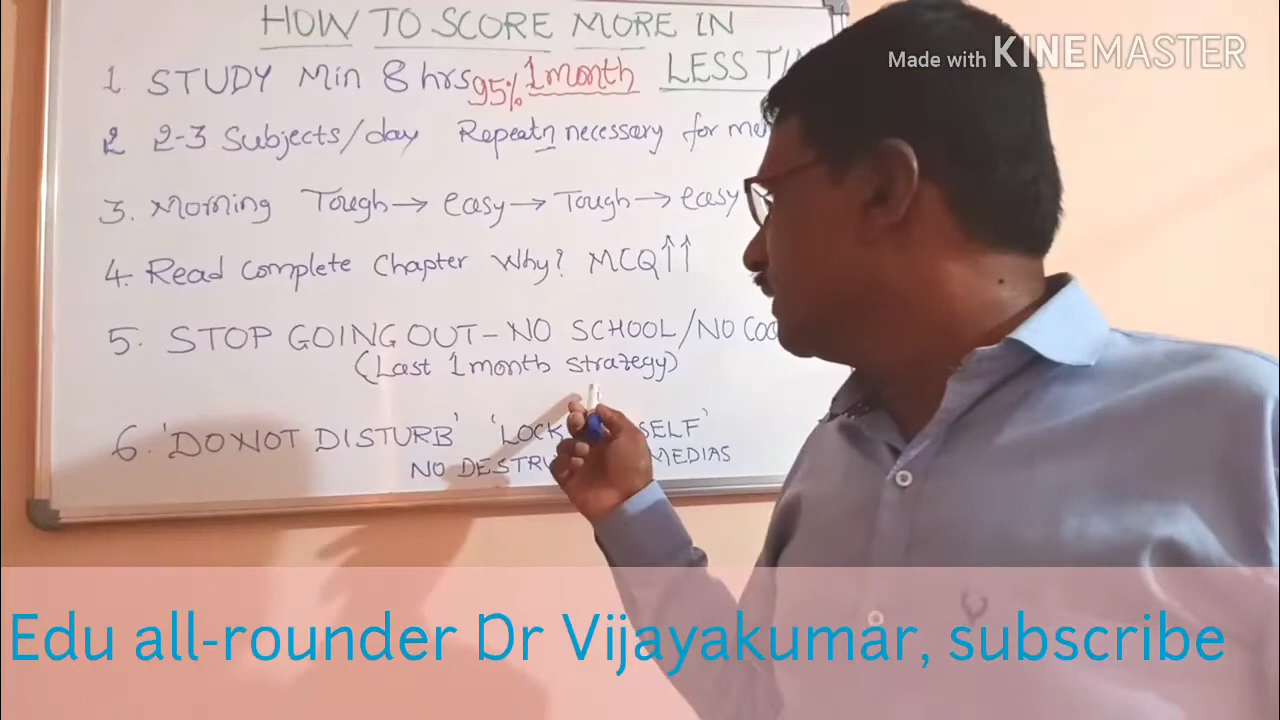 HOW TO SCORE MORE IN
LESS
1. STUDY Min 8 hrs 95% 1 month
2 2-3 Subjects/day Repeatn necessary for
3. Morning Tough → easy → Tough → easy
4. Read Complete Chapter Why? MCQ↑↑
5. STOP GOING OUT - NO SCHOOL / NO
(Last 1 month strategy)
6. 'DO NOT DISTURB' 'LOCK SELF'
NO MEDIAS
Made with KINEMASTER
Edu all-rounder Dr Vijayakumar, subscribe